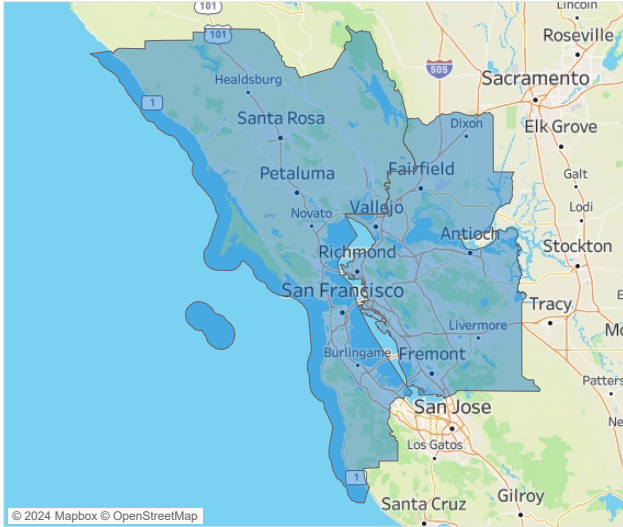 101
Lincoln
Roseville
101
505
Sacramento
Healdsburg
1
Dixon
Santa Rosa
Elk Grove
Fairfield
Petaluma
Galt
Vallejo
Lodi
Novato
Antioch
Stockton
Richmond
San Francisco
Tracy
Livermore
Burlingame
Fremont
Patters
San Jose
Los Gatos
1
Gilroy
Santa Cruz
© 2024 Mapbox © OpenStreetMap